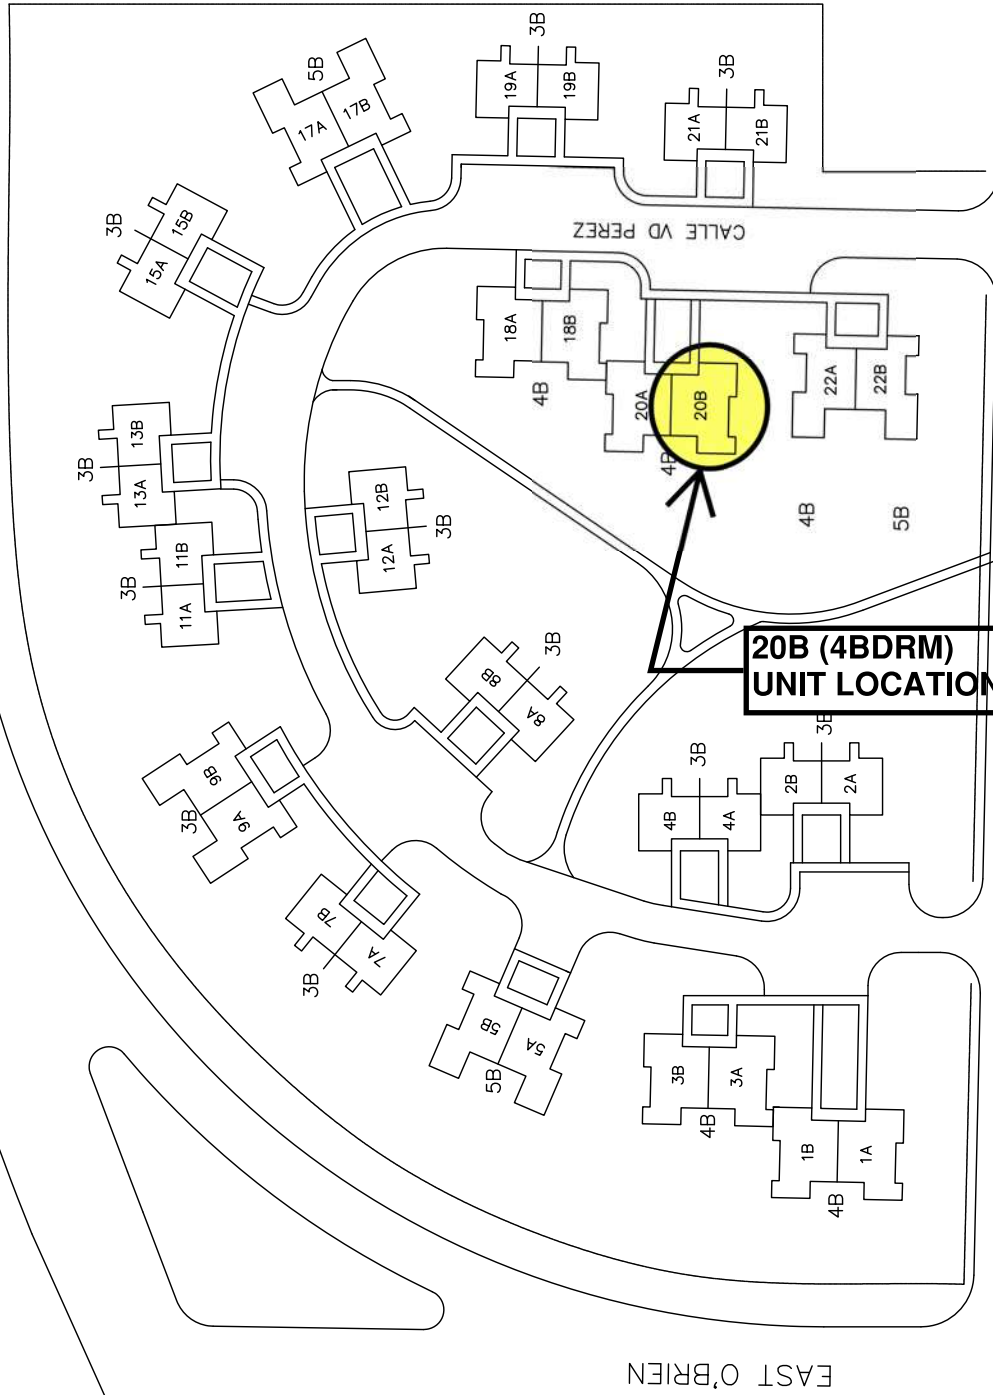 3B
19A
19B
5B
17A
17B
3B
21A
21B
3B
15A
15B
CALLE VD PEREZ
18A
18B
4B
20A
20B
4B
22A
22B
4B
5B
3B
13A
13B
3B
11A
11B
12A
12B
3B
20B (4BDRM)
UNIT LOCATION
8A
8B
3B
9A
9B
3B
4A
4B
3B
2A
2B
3B
7A
7B
3B
5A
5B
5B
3A
3B
4B
1A
1B
4B
EAST O'BRIEN